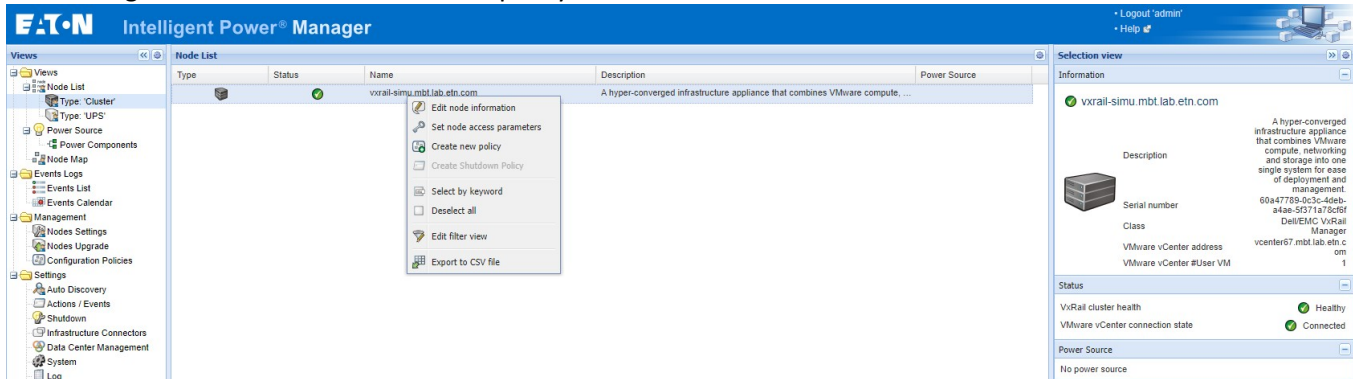 EATON Intelligent Power® Manager
• Logout 'admin'
• Help
Views
Views
Node List
Type: 'Cluster'
Type: 'UPS'
Power Source
Power Components
Node Map
Events Logs
Events List
Events Calendar
Management
Nodes Settings
Nodes Upgrade
Configuration Policies
Settings
Auto Discovery
Actions / Events
Shutdown
Infrastructure Connectors
Data Center Management
System
Log
Node List
Type Status Name Description Power Source
vxrail-simu.mbt.lab.etn.com A hyper-converged infrastructure appliance that combines VMware compute, ...
Edit node information
Set node access parameters
Create new policy
Create Shutdown Policy
Select by keyword
Deselect all
Edit filter view
Export to CSV file
Selection view
Information
vxrail-simu.mbt.lab.etn.com
Description
A hyper-converged
infrastructure appliance
that combines VMware
compute, networking
and storage into one
single system for ease
of deployment and
management.
Serial number
60a47789-0c3c-4deb-
a4ae-5f371a78cf6f
Class
Dell/EMC VxRail
Manager
VMware vCenter address
vcenter67.mbt.lab.etn.c
om
VMware vCenter #User VM 1
Status
VxRail cluster health Healthy
VMware vCenter connection state Connected
Power Source
No power source